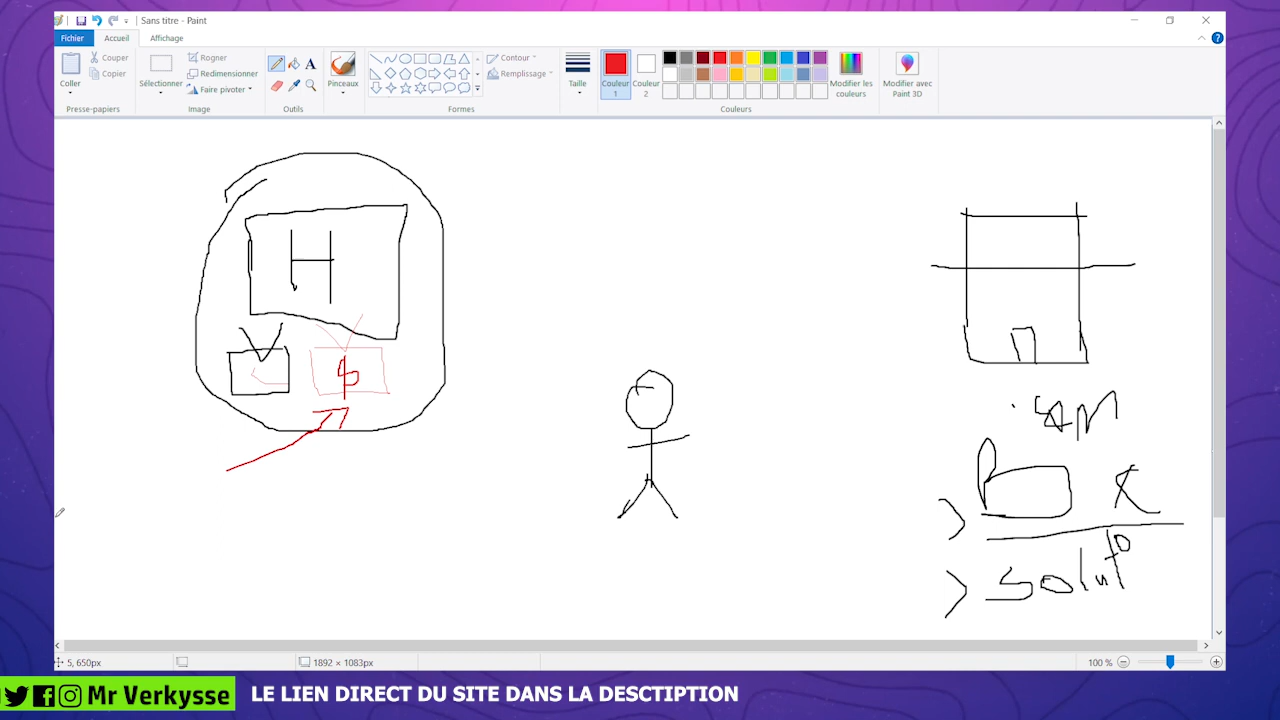 Sans titre - Paint
Fichier Accueil Affichage
Coller
Couper
Copier
Presse-papiers
Sélectionner
Rogner
Redimensionner
Faire pivoter
Image
A
Outils
Pinceaux
Contour
Remplissage
Formes
Taille
Couleur 1
Couleur 2
Modifier les couleurs
Couleurs
Modifier avec Paint 3D
H
$
5, 650px
1892 × 1083px
100 %
Mr Verkysse
LE LIEN DIRECT DU SITE DANS LA DESCTIPTION